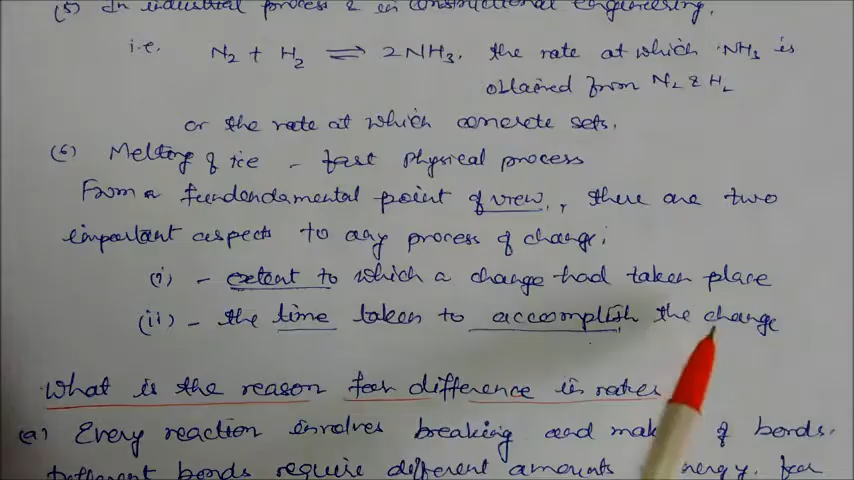 (5) In industrial process & in constructional engineering.
i.e. N2 + H2 ⇌ 2NH3. the rate at which NH3 is
obtained from N2 & H2
or the rate at which concrete sets.
(6) Melting of ice - fast physical process
From a fundendamental point of view, there are two
important aspects to any process of change;
(i) - extent to which a change had taken place
(ii) - the time taken to accomplish the change
What is the reason for difference in rates
(a) Every reaction involves breaking and mak of bonds.
Different bonds require different amounts nergy. for